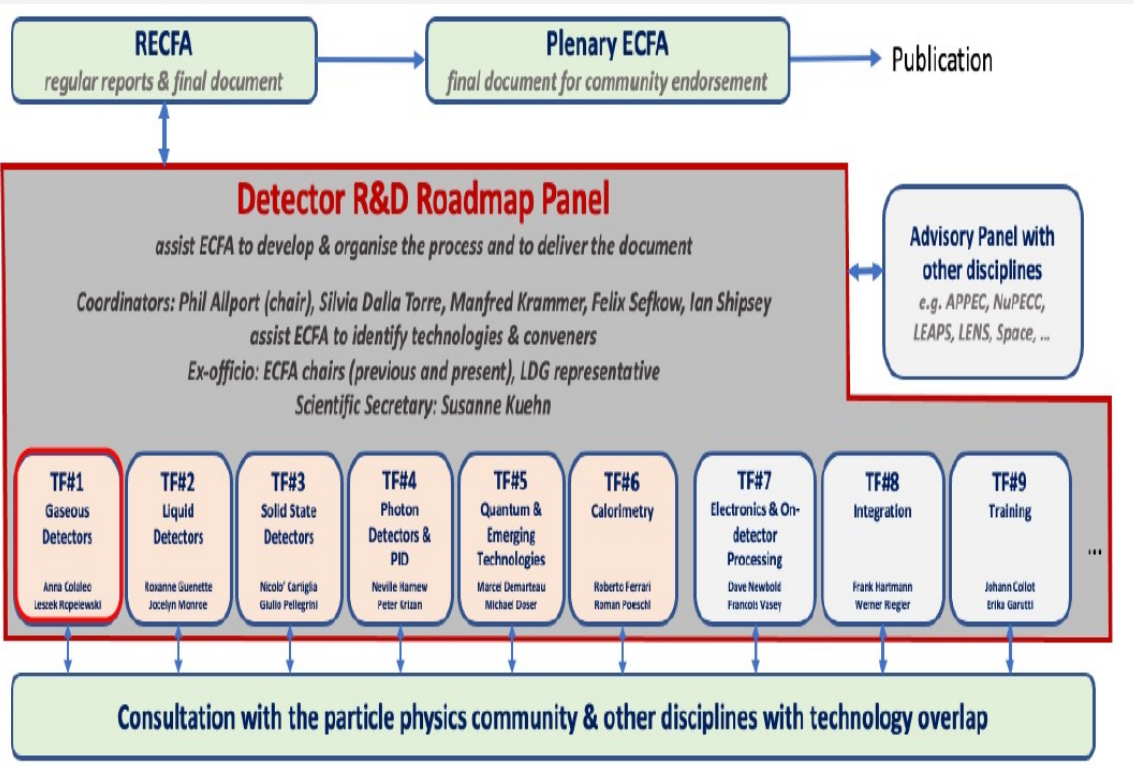 RECFA
regular reports & final document
Plenary ECFA
final document for community endorsement
Publication
Detector R&D Roadmap Panel
assist ECFA to develop & organise the process and to deliver the document
Coordinators: Phil Allport (chair), Silvia Dalla Torre, Manfred Krammer, Felix Sefkow, Ian Shipsey
assist ECFA to identify technologies & conveners
Ex-officio: ECFA chairs (previous and present), LDG representative
Scientific Secretary: Susanne Kuehn
Advisory Panel with
other disciplines
e.g. APPEC, NuPECC,
LEAPS, LENS, Space, ...
TF#1
Gaseous
Detectors
Anna Colaleo
Leszek Ropelewski
TF#2
Liquid
Detectors
Roxanne Guenette
Jocelyn Monroe
TF#3
Solid State
Detectors
Nicolo' Cartiglia
Giulio Pellegrini
TF#4
Photon
Detectors &
PID
Neville Harnew
Peter Krizan
TF#5
Quantum &
Emerging
Technologies
Marcel Demarteau
Michael Doser
TF#6
Calorimetry
Roberto Ferrari
Roman Poeschl
TF#7
Electronics & On-
detector
Processing
Dave Newbold
Francois Vasey
TF#8
Integration
Frank Hartmann
Werner Riegler
TF#9
Training
Johann Collot
Erika Garutti
...
Consultation with the particle physics community & other disciplines with technology overlap